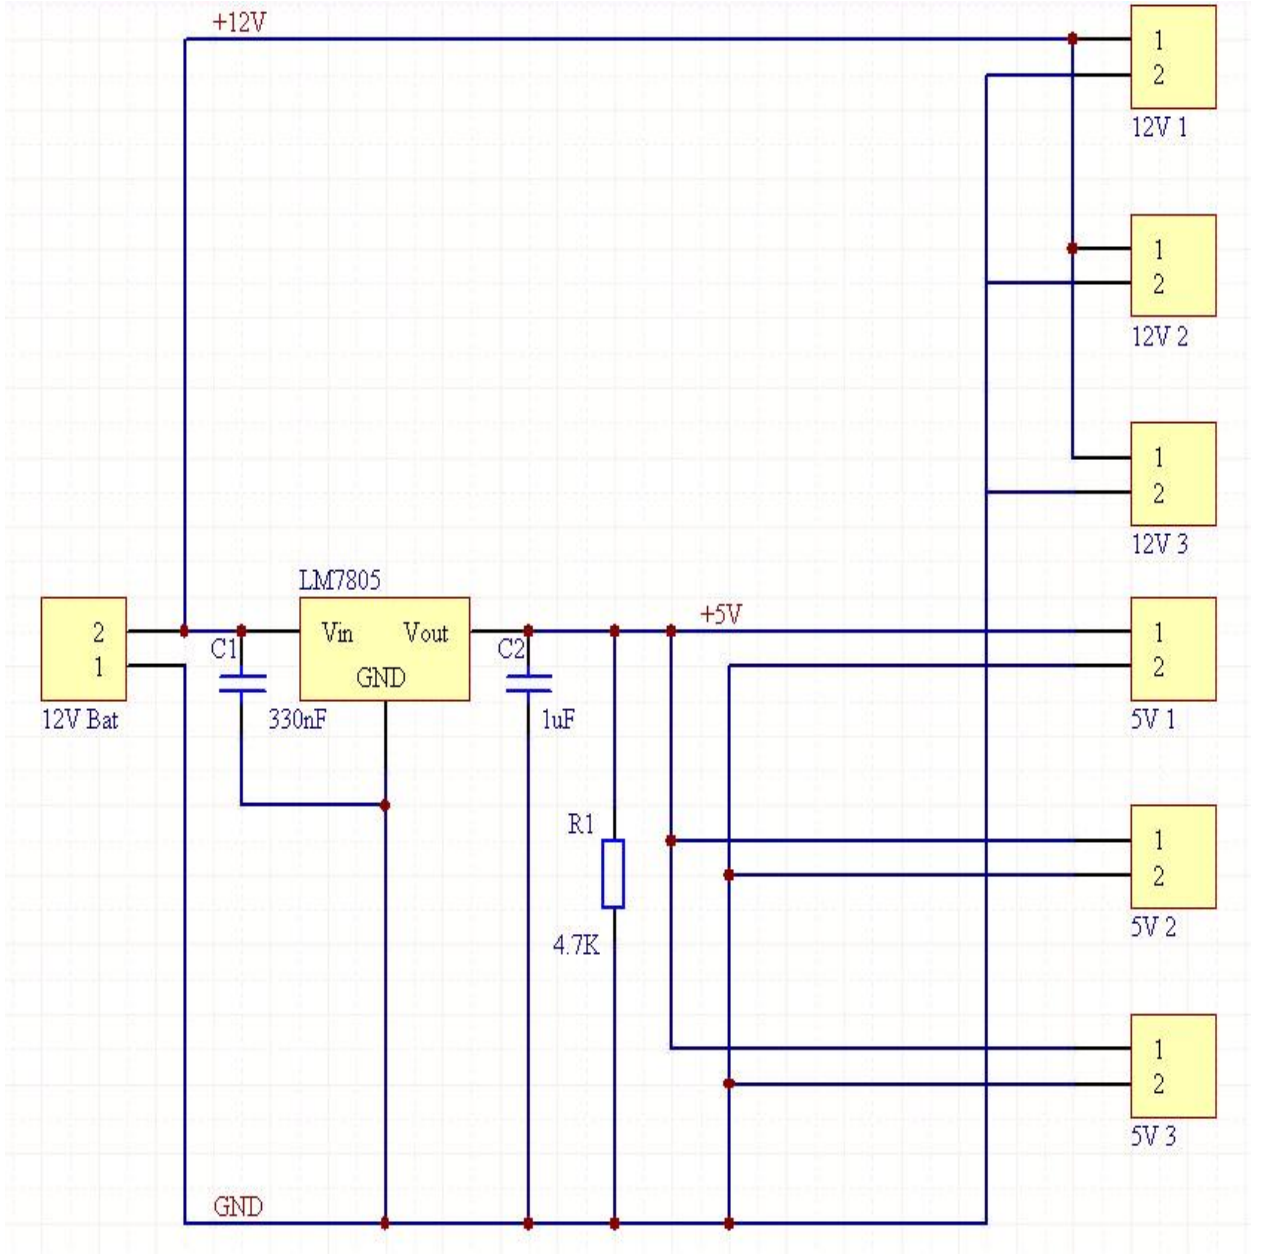 +12V
1
2
12V 1
1
2
12V 2
1
2
12V 3
LM7805
+5V
2
1
12V Bat
C1
330nF
Vin
Vout
GND
C2
1uF
1
2
5V 1
R1
4.7K
1
2
5V 2
1
2
5V 3
GND